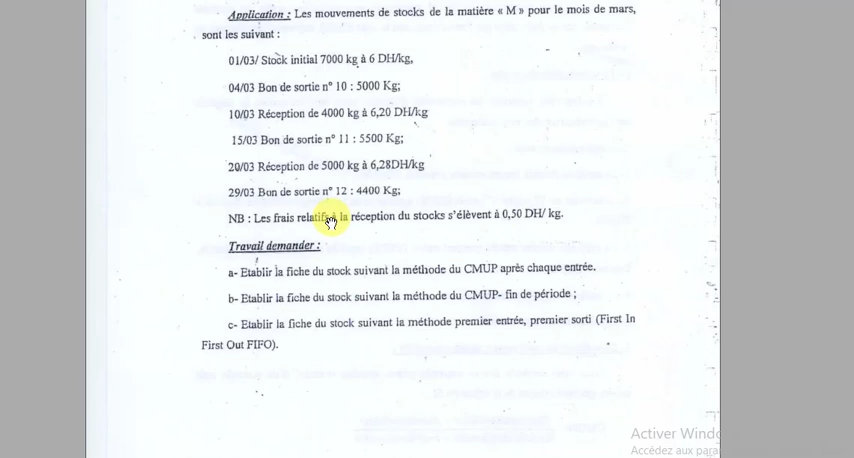 Application : Les mouvements de stocks de la matière « M » pour le mois de mars,
sont les suivant :
01/03/ Stock initial 7000 kg à 6 DH/kg,
04/03 Bon de sortie n° 10 : 5000 Kg;
10/03 Réception de 4000 kg à 6,20 DH/kg
15/03 Bon de sortie n° 11 : 5500 Kg;
20/03 Réception de 5000 kg à 6,28DH/kg
29/03 Bon de sortie n° 12 : 4400 Kg;
NB : Les frais relatifs à la réception du stocks s'élèvent à 0,50 DH/ kg.
Travail demander :
a- Etablir la fiche du stock suivant la méthode du CMUP après chaque entrée.
b- Etablir la fiche du stock suivant la méthode du CMUP- fin de période ;
c- Etablir la fiche du stock suivant la méthode premier entrée, premier sorti (First In
First Out FIFO).
Activer Windo
Accédez aux para